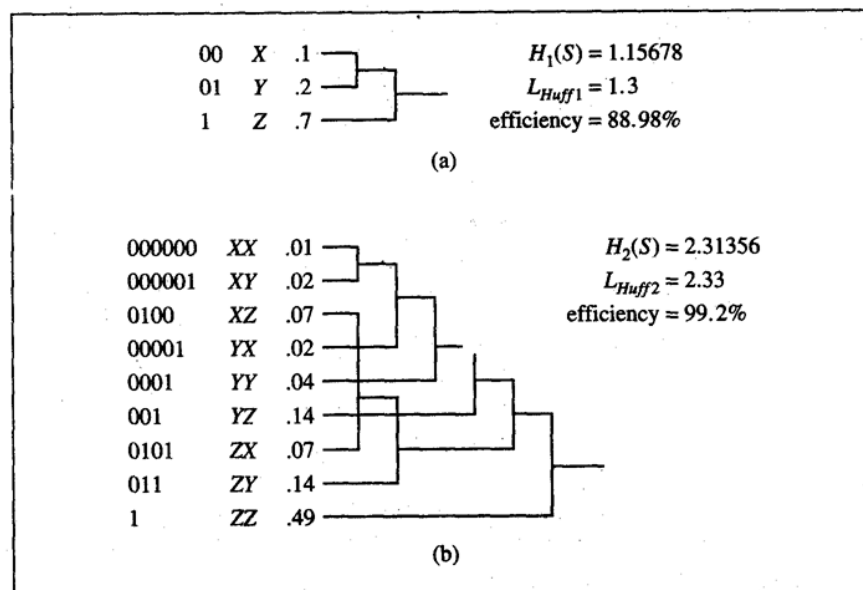 00 X .1 H₁(S) = 1.15678
01 Y .2 L_Huff1 = 1.3
1 Z .7 efficiency = 88.98%
(a)
000000 XX .01 H₂(S) = 2.31356
000001 XY .02 L_Huff2 = 2.33
0100 XZ .07 efficiency = 99.2%
00001 YX .02
0001 YY .04
001 YZ .14
0101 ZX .07
011 ZY .14
1 ZZ .49
(b)